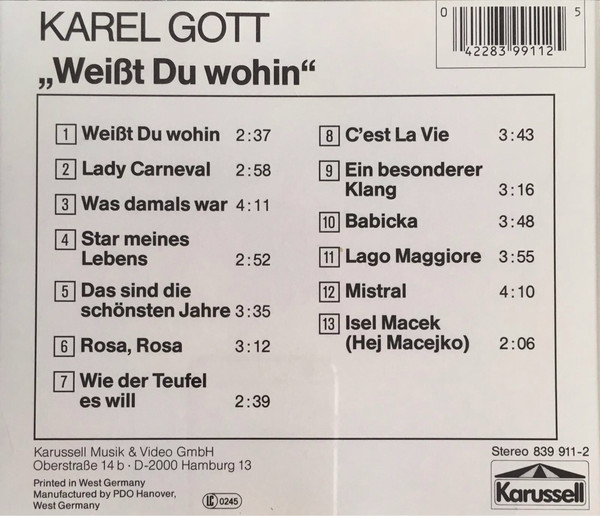 KAREL GOTT
„Weißt Du wohin“
0 42283 99112 5
1 Weißt Du wohin 2:37
2 Lady Carneval 2:58
3 Was damals war 4:11
4 Star meines
Lebens 2:52
5 Das sind die
schönsten Jahre 3:35
6 Rosa, Rosa 3:12
7 Wie der Teufel
es will 2:39
8 C'est La Vie 3:43
9 Ein besonderer
Klang 3:16
10 Babicka 3:48
11 Lago Maggiore 3:55
12 Mistral 4:10
13 Isel Macek
(Hej Macejko) 2:06
Karussell Musik & Video GmbH
Oberstraße 14 b · D-2000 Hamburg 13
Printed in West Germany
Manufactured by PDO Hanover,
West Germany
LC 0245
Stereo 839 911-2
Karussell